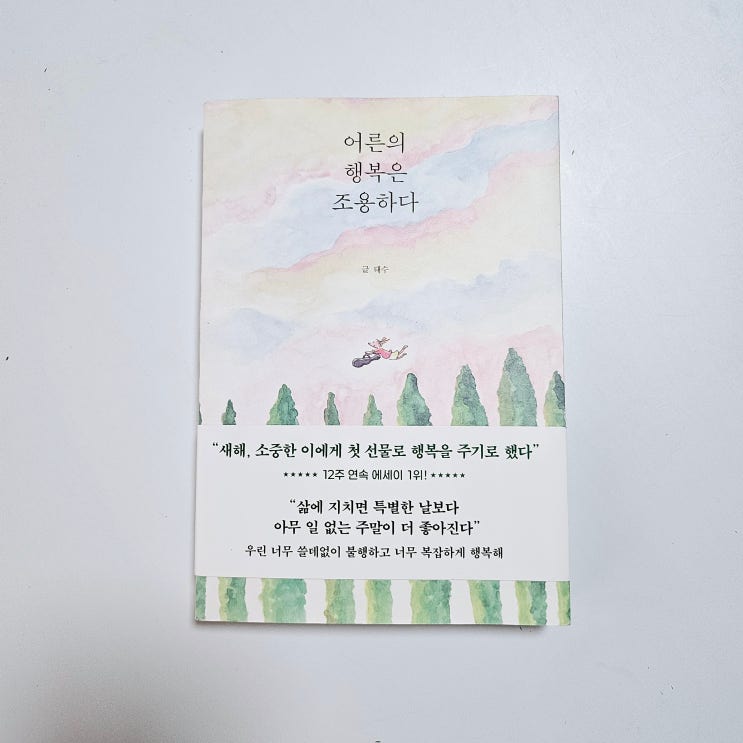 어른의
행복은
조용하다
글 태수
“새해, 소중한 이에게 첫 선물로 행복을 주기로 했다”
★★★★★ 12주 연속 에세이 1위! ★★★★★
“삶에 지치면 특별한 날보다
아무 일 없는 주말이 더 좋아진다”
우린 너무 쓸데없이 불행하고 너무 복잡하게 행복해